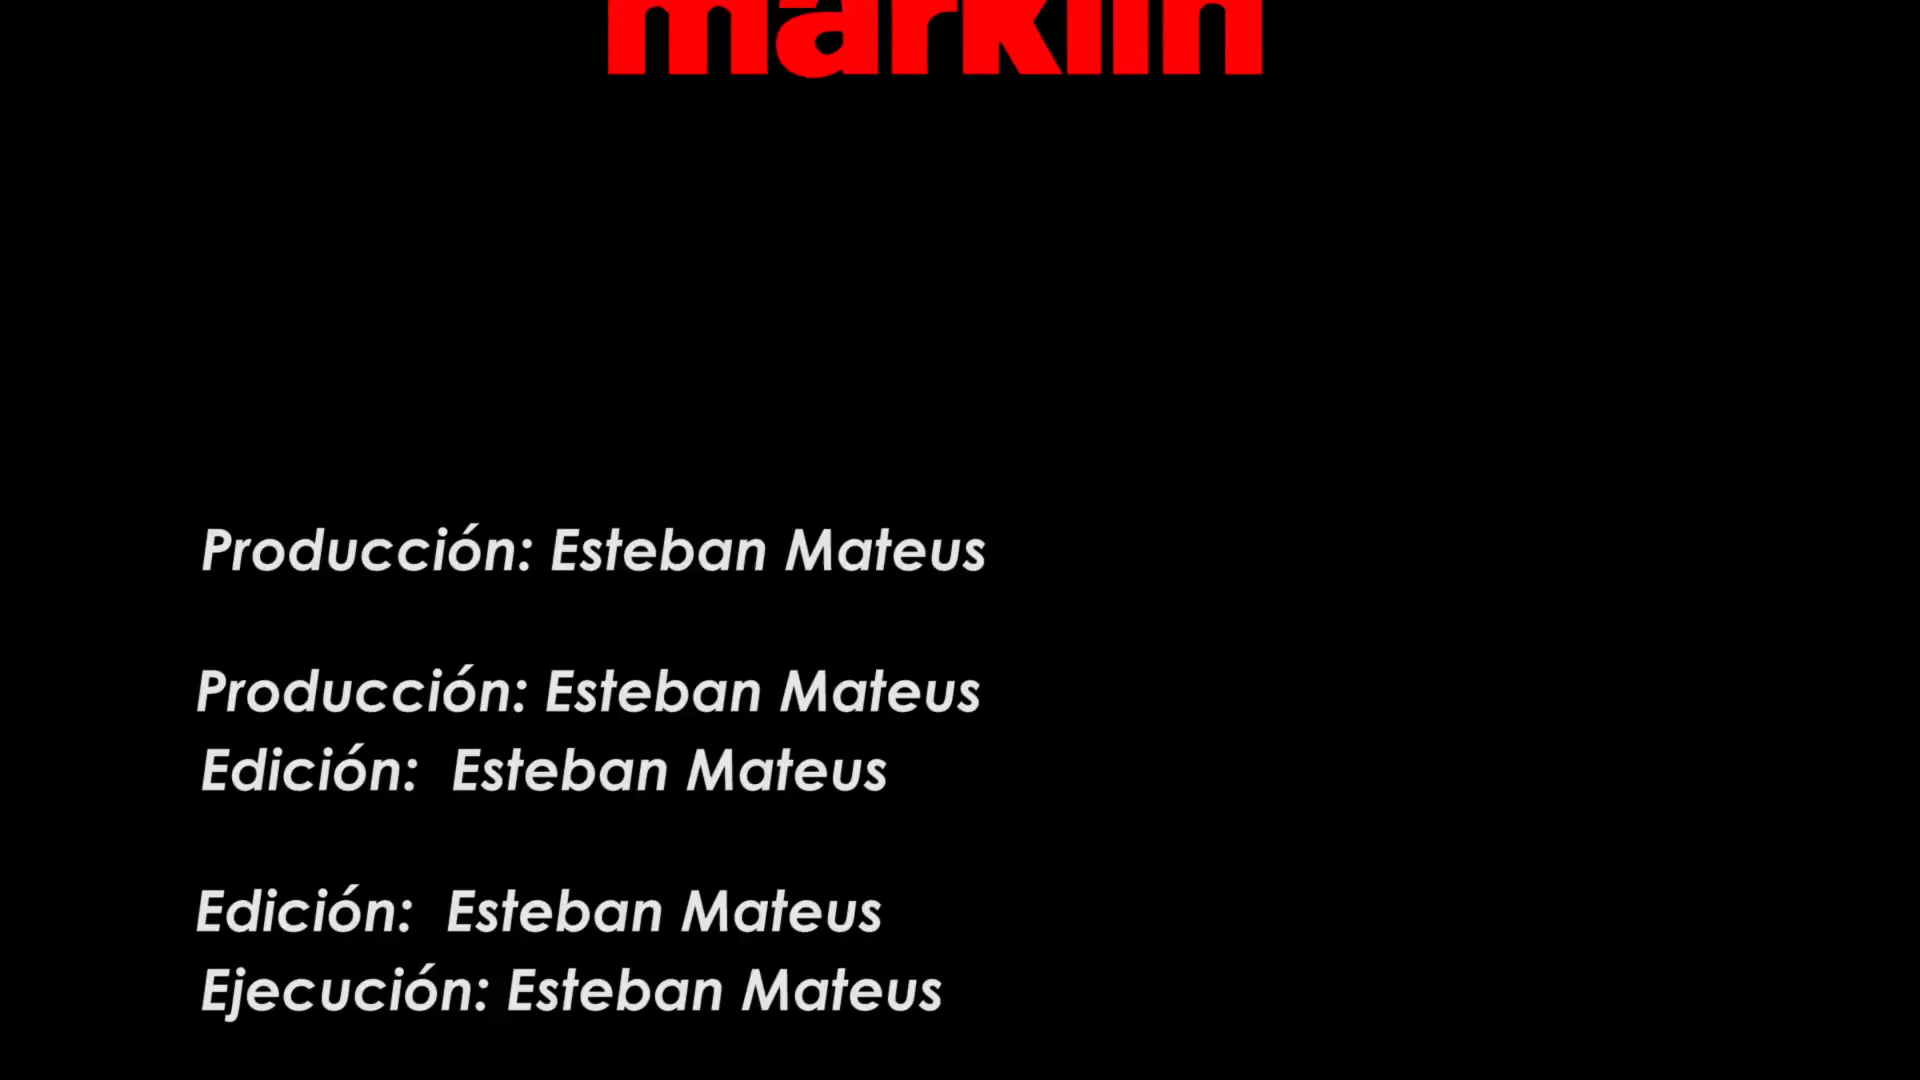 märklin
Producción: Esteban Mateus
Producción: Esteban Mateus
Edición: Esteban Mateus
Edición: Esteban Mateus
Ejecución: Esteban Mateus